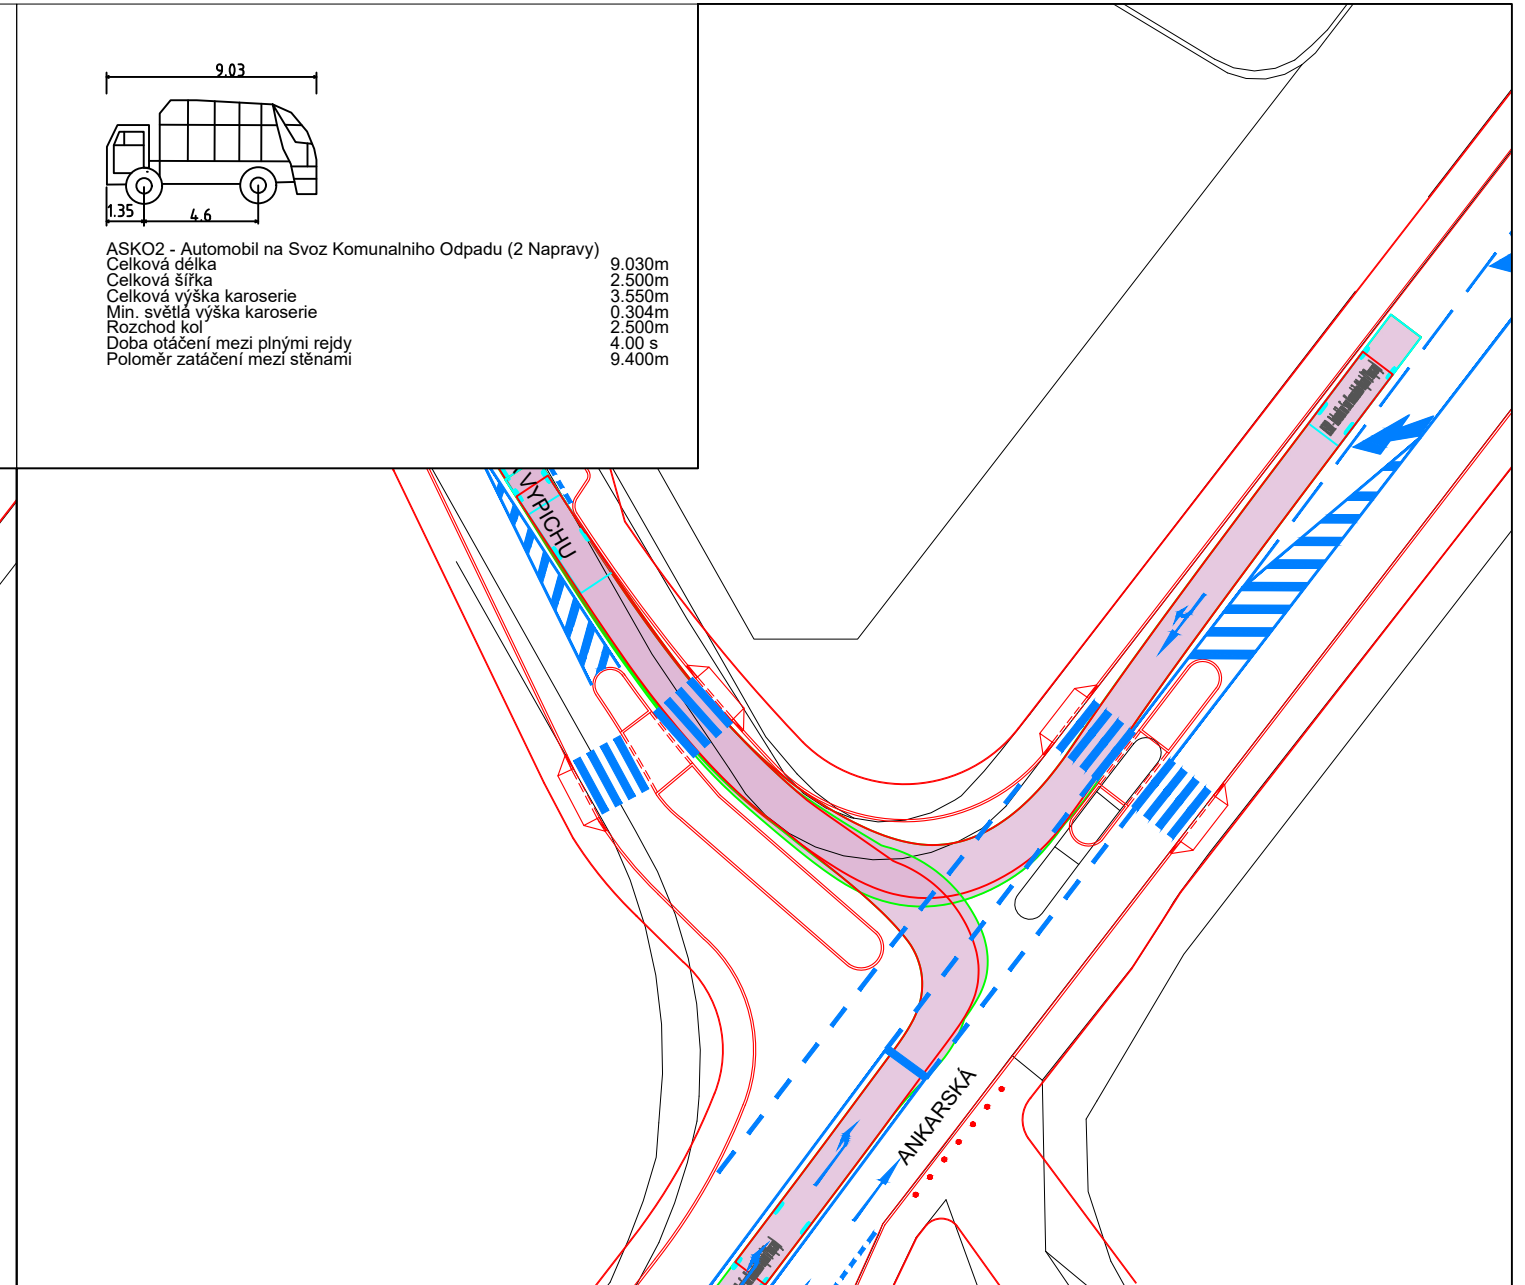 9.03
1.35
4.6
ASKO2 - Automobil na Svoz Komunalniho Odpadu (2 Napravy)
Celková délka 9.030m
Celková šířka 2.500m
Celková výška karoserie 3.550m
Min. světlá výška karoserie 0.304m
Rozchod kol 2.500m
Doba otáčení mezi plnými rejdy 4.00 s
Poloměr zatáčení mezi stěnami 9.400m
VÝPICHU
ANKARSKÁ